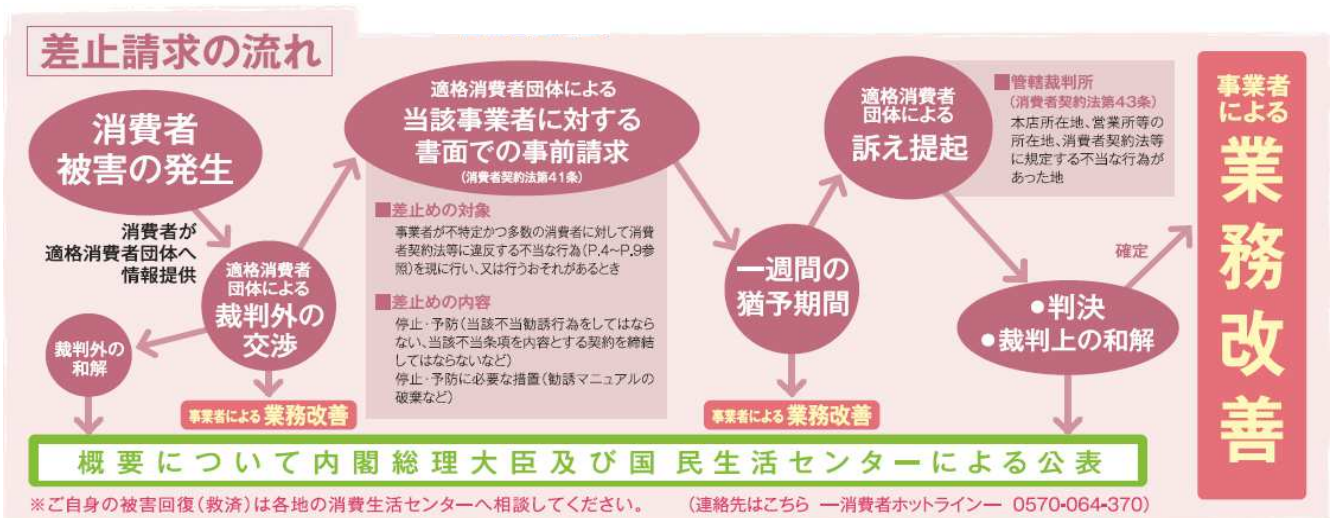 差止請求の流れ
消費者
被害の発生
消費者が
適格消費者団体へ
情報提供
適格消費者
団体による
裁判外の
交渉
裁判外の
和解
事業者による 業務改善
適格消費者団体による
当該事業者に対する
書面での事前請求
(消費者契約法第41条)
■差止めの対象
事業者が不特定かつ多数の消費者に対して消費
者契約法等に違反する不当な行為(P.4〜P.9参
照)を現に行い、又は行うおそれがあるとき
■差止めの内容
停止・予防(当該不当勧誘行為をしてはなら
ない、当該不当条項を内容とする契約を締結
してはならないなど)
停止・予防に必要な措置(勧誘マニュアルの
破棄など)
一週間の
猶予期間
事業者による 業務改善
適格消費者
団体による
訴え提起
■管轄裁判所
(消費者契約法第43条)
本店所在地、営業所等の
所在地、消費者契約法等
に規定する不当な行為が
あった地
●判決
●裁判上の和解
確定
事業者
による
業務改善
概要について内閣総理大臣及び国民生活センターによる公表
※ご自身の被害回復(救済)は各地の消費生活センターへ相談してください。 (連絡先はこちら ―消費者ホットライン― 0570-064-370)